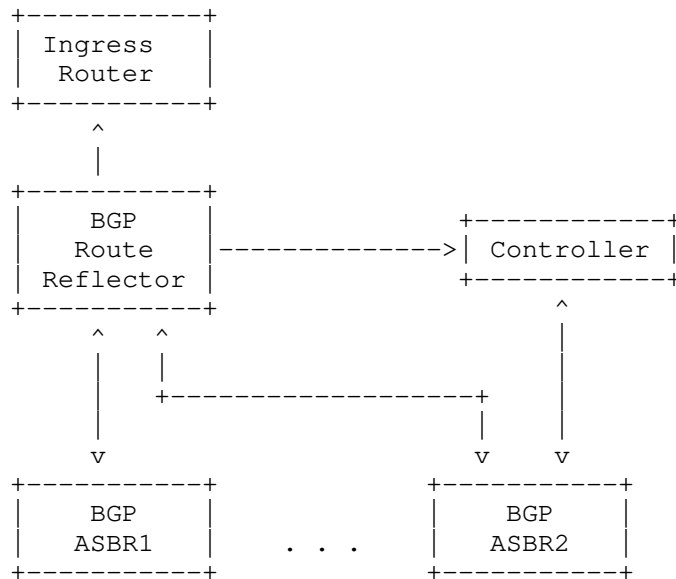 Ingress
Router
BGP
Route
Reflector
Controller
BGP
ASBR1
. . .
BGP
ASBR2